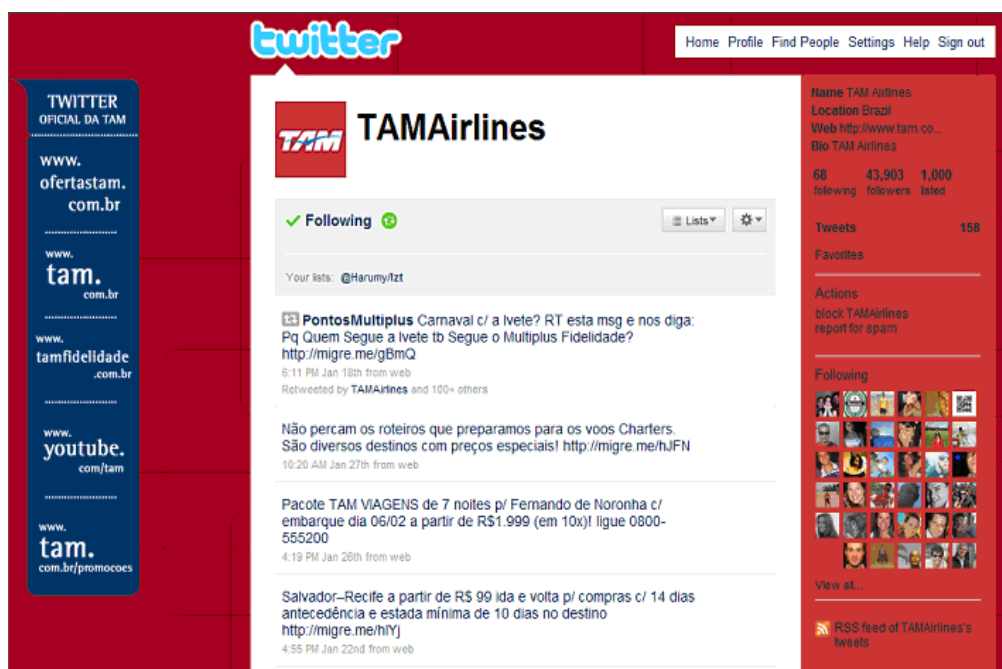 twitter
Home Profile Find People Settings Help Sign out
TWITTER
OFICIAL DA TAM
www.
ofertastam.
com.br
www.
tam.
com.br
www.
tamfidelidade
.com.br
www.
youtube.
com/tam
www.
tam.
com.br/promocoes
TAM
TAMAirlines
Following
Lists
Your lists: @Harumy/tzt
PontosMultiplus Carnaval c/ a Ivete? RT esta msg e nos diga:
Pq Quem Segue a Ivete tb Segue o Multiplus Fidelidade?
http://migre.me/gBmQ
6:11 PM Jan 18th from web
Retweeted by TAMAirlines and 100+ others
Não percam os roteiros que preparamos para os voos Charters.
São diversos destinos com preços especiais! http://migre.me/hJFN
10:20 AM Jan 27th from web
Pacote TAM VIAGENS de 7 noites p/ Fernando de Noronha c/
embarque dia 06/02 a partir de R$1.999 (em 10x)! ligue 0800-
555200
4:19 PM Jan 26th from web
Salvador–Recife a partir de R$ 99 ida e volta p/ compras c/ 14 dias
antecedência e estada mínima de 10 dias no destino
http://migre.me/hlYj
4:55 PM Jan 22nd from web
Name TAM Airlines
Location Brazil
Web http://www.tam.co...
Bio TAM Airlines
68 43,903 1,000
following followers listed
Tweets 158
Favorites
Actions
block TAMAirlines
report for spam
Following
View all...
RSS feed of TAMAirlines's
tweets